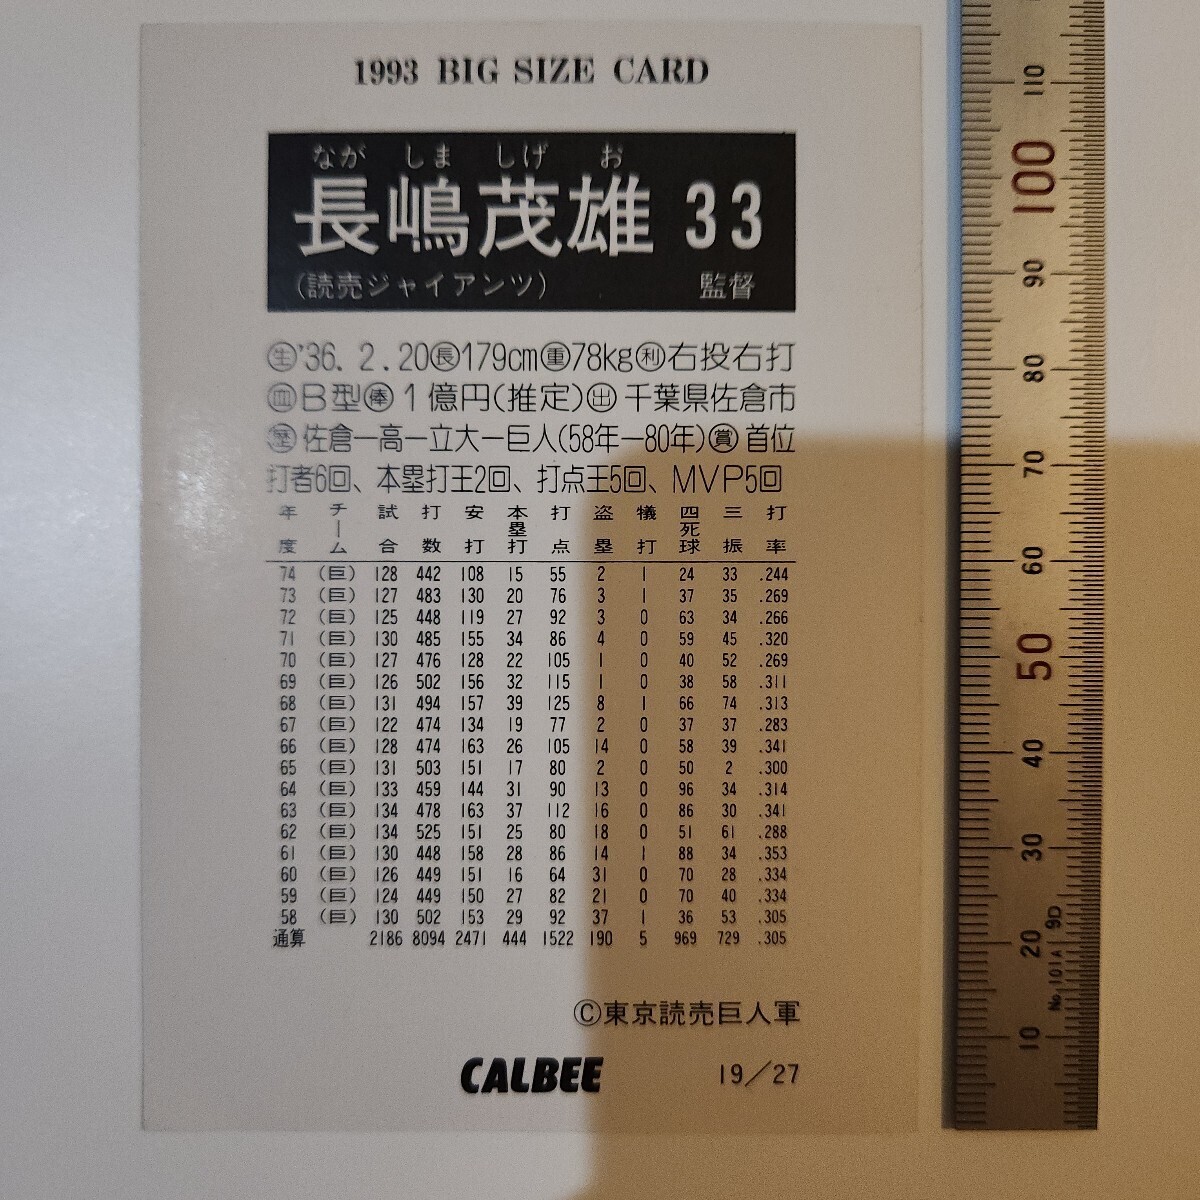 1993 BIG SIZE CARD
なが しま しげ お
長嶋茂雄 33
(読売ジャイアンツ) 監督
生'36. 2. 20長179cm重78kg利右投右打
血B型俸1億円(推定)出千葉県佐倉市
歴佐倉一高ー立大ー巨人(58年ー80年)賞首位
打者6回、本塁打王2回、打点王5回、MVP5回
年度 チーム 試合 打数 安打 本塁打 打点 盗塁 犠打 四死球 三振 打率
74 (巨) 128 442 108 15 55 2 1 24 33 .244
73 (巨) 127 483 130 20 76 3 1 37 35 .269
72 (巨) 125 448 119 27 92 3 0 63 34 .266
71 (巨) 130 485 155 34 86 4 0 59 45 .320
70 (巨) 127 476 128 22 105 1 0 40 52 .269
69 (巨) 126 502 156 32 115 1 0 38 58 .311
68 (巨) 131 494 157 39 125 8 1 66 74 .313
67 (巨) 122 474 134 19 77 2 0 37 37 .283
66 (巨) 128 474 163 26 105 14 0 58 39 .341
65 (巨) 131 503 151 17 80 2 0 50 2 .300
64 (巨) 133 459 144 31 90 13 0 96 34 .314
63 (巨) 134 478 163 37 112 16 0 86 30 .341
62 (巨) 134 525 151 25 80 18 0 51 61 .288
61 (巨) 130 448 158 28 86 14 1 88 34 .353
60 (巨) 126 449 151 16 64 31 0 70 28 .334
59 (巨) 124 449 150 27 82 21 0 70 40 .334
58 (巨) 130 502 153 29 92 37 1 36 53 .305
通算 2186 8094 2471 444 1522 190 5 969 729 .305
©東京読売巨人軍
CALBEE 19/27
110
100
90
80
70
60
50
40
30
20
10
No.101A 9D